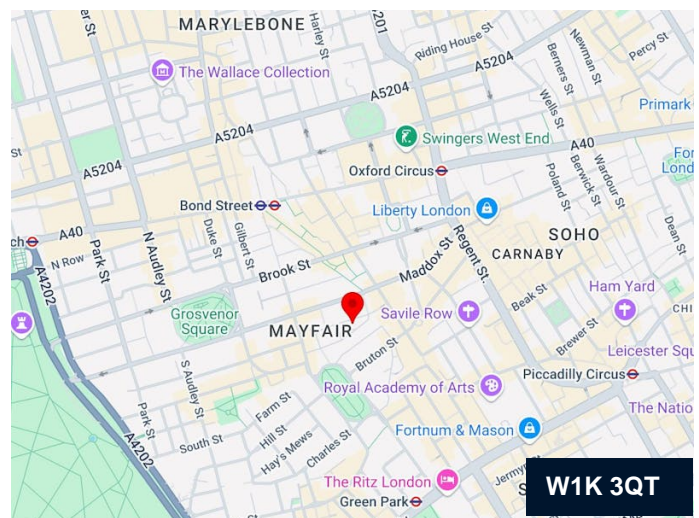 MARYLEBONE
Harley St
1201
Riding House St
Newman St
Percy St
A5204
Berners St
The Wallace Collection
A5204
Wells St
Primark
A5204
Swingers West End
A40
A5204
Oxford Circus
Poland St
Berwick St
Wardour St
Bond Street
Liberty London
Dean St
A40
Park St
N Audley St
Duke St
Gilbert St
SOHO
N Row
Regent St.
CARNABY
Brook St
Maddox St
A4202
Ham Yard
Grosvenor
Square
Beak St
MAYFAIR
Savile Row
Brewer St
Bruton St
Leicester Squ
S Audley St
Piccadilly Circus
Royal Academy of Arts
Park St
Farm St
The Natio
A4202
South St
Hill St
Hay's Mews
Charles St
Fortnum & Mason
Jermyn
The Ritz London
Green Park
W1K 3QT